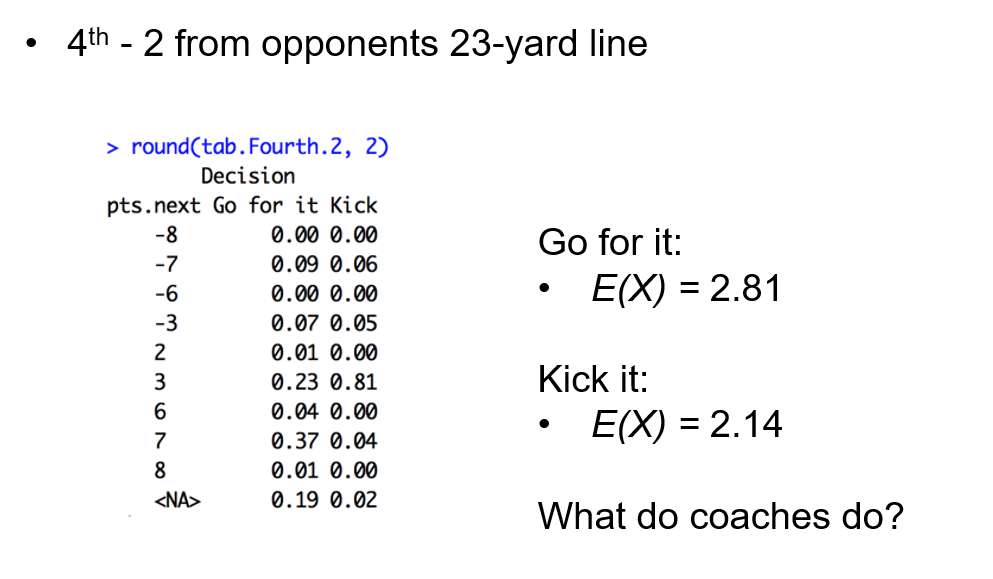 • 4th - 2 from opponents 23-yard line
> round(tab.Fourth.2, 2)
Decision
pts.next Go for it Kick
-8 0.00 0.00
-7 0.09 0.06
-6 0.00 0.00
-3 0.07 0.05
2 0.01 0.00
3 0.23 0.81
6 0.04 0.00
7 0.37 0.04
8 0.01 0.00
<NA> 0.19 0.02
Go for it:
• E(X) = 2.81
Kick it:
• E(X) = 2.14
What do coaches do?